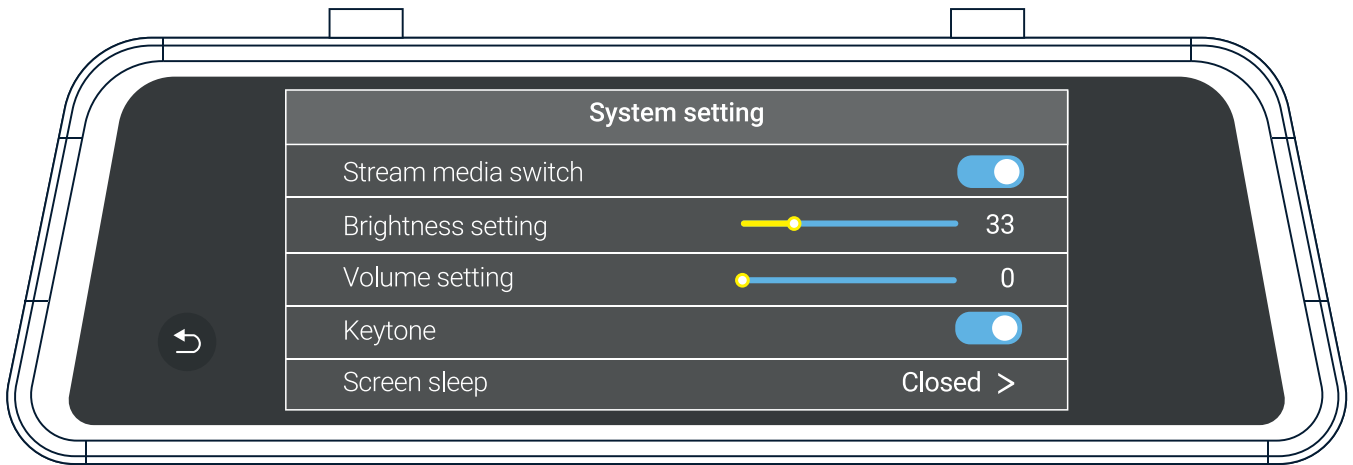 System setting
Stream media switch
Brightness setting 33
Volume setting 0
Keytone
Screen sleep Closed >